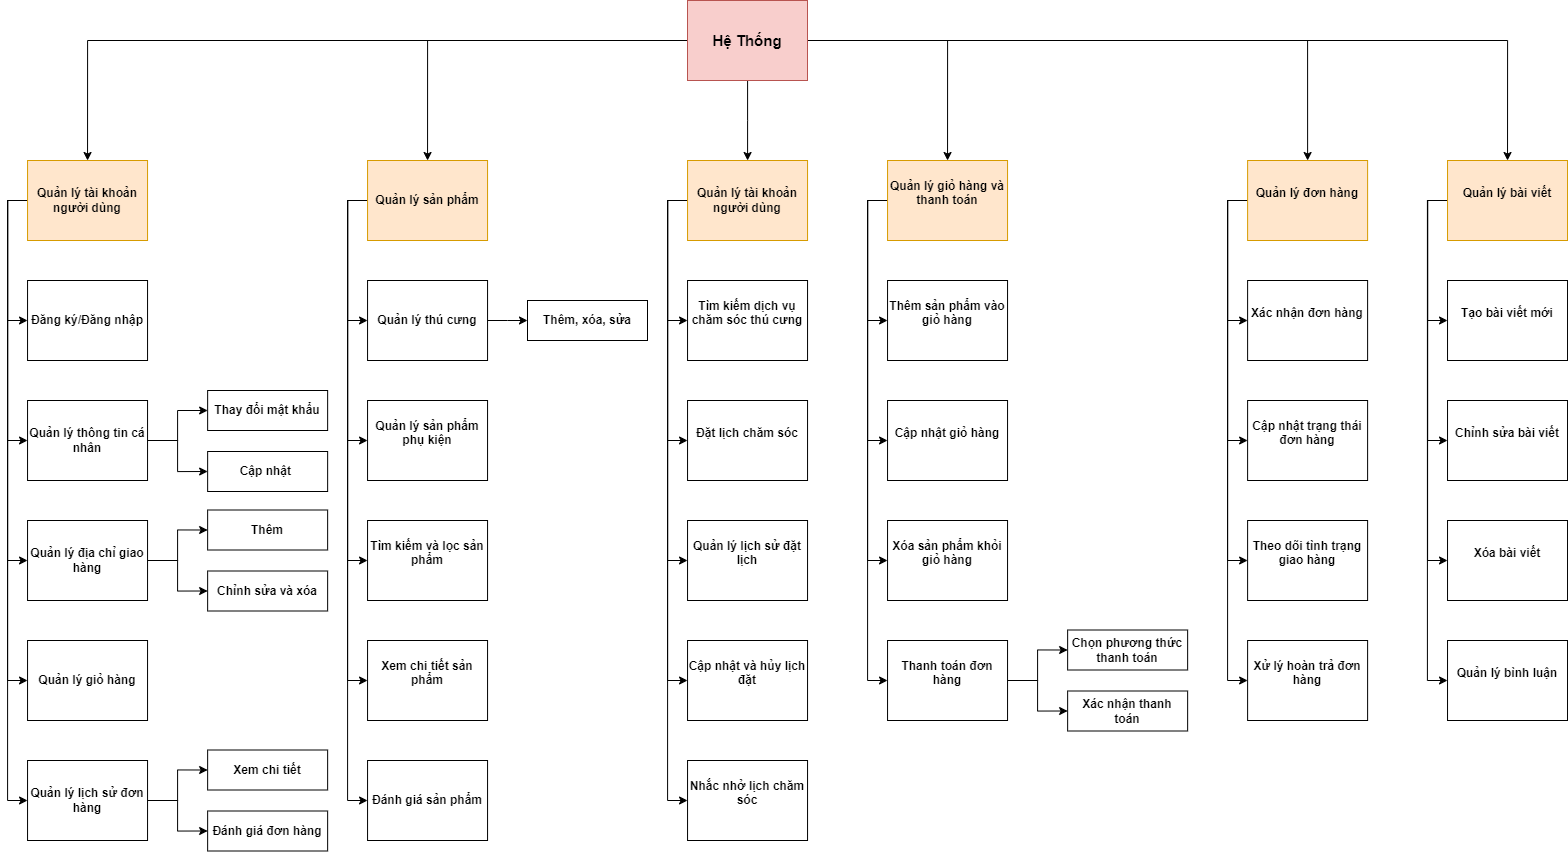 Hệ Thống
Quản lý tài khoản
người dùng
Đăng ký/Đăng nhập
Quản lý thông tin cá
nhân
Thay đổi mật khẩu
Cập nhật
Quản lý địa chỉ giao
hàng
Thêm
Chỉnh sửa và xóa
Quản lý giỏ hàng
Quản lý lịch sử đơn
hàng
Xem chi tiết
Đánh giá đơn hàng
Quản lý sản phẩm
Quản lý thú cưng
Thêm, xóa, sửa
Quản lý sản phẩm
phụ kiện
Tìm kiếm và lọc sản
phẩm
Xem chi tiết sản
phẩm
Đánh giá sản phẩm
Quản lý tài khoản
người dùng
Tìm kiếm dịch vụ
chăm sóc thú cưng
Đặt lịch chăm sóc
Quản lý lịch sử đặt
lịch
Cập nhật và hủy lịch
đặt
Nhắc nhở lịch chăm
sóc
Quản lý giỏ hàng và
thanh toán
Thêm sản phẩm vào
giỏ hàng
Cập nhật giỏ hàng
Xóa sản phẩm khỏi
giỏ hàng
Thanh toán đơn
hàng
Chọn phương thức
thanh toán
Xác nhận thanh
toán
Quản lý đơn hàng
Xác nhận đơn hàng
Cập nhật trạng thái
đơn hàng
Theo dõi tình trạng
giao hàng
Xử lý hoàn trả đơn
hàng
Quản lý bài viết
Tạo bài viết mới
Chỉnh sửa bài viết
Xóa bài viết
Quản lý bình luận